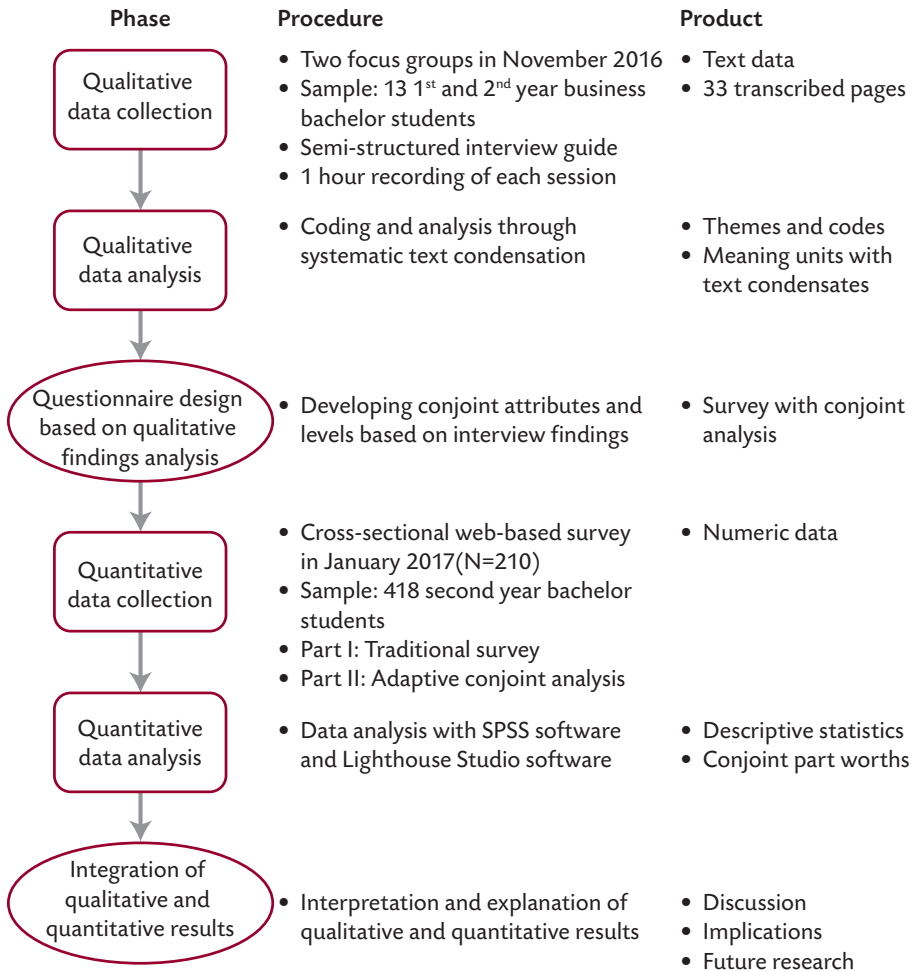 Phase
Procedure
Product
Qualitative
data collection
• Two focus groups in November 2016
• Sample: 13 1st and 2nd year business
bachelor students
• Semi-structured interview guide
• 1 hour recording of each session
• Text data
• 33 transcribed pages
Qualitative
data analysis
• Coding and analysis through
systematic text condensation
• Themes and codes
• Meaning units with
text condensates
Questionnaire design
based on qualitative
findings analysis
• Developing conjoint attributes and
levels based on interview findings
• Survey with conjoint
analysis
Quantitative
data collection
• Cross-sectional web-based survey
in January 2017(N=210)
• Sample: 418 second year bachelor
students
• Part I: Traditional survey
• Part II: Adaptive conjoint analysis
• Numeric data
Quantitative
data analysis
• Data analysis with SPSS software
and Lighthouse Studio software
• Descriptive statistics
• Conjoint part worths
Integration of
qualitative and
quantitative results
• Interpretation and explanation of
qualitative and quantitative results
• Discussion
• Implications
• Future research